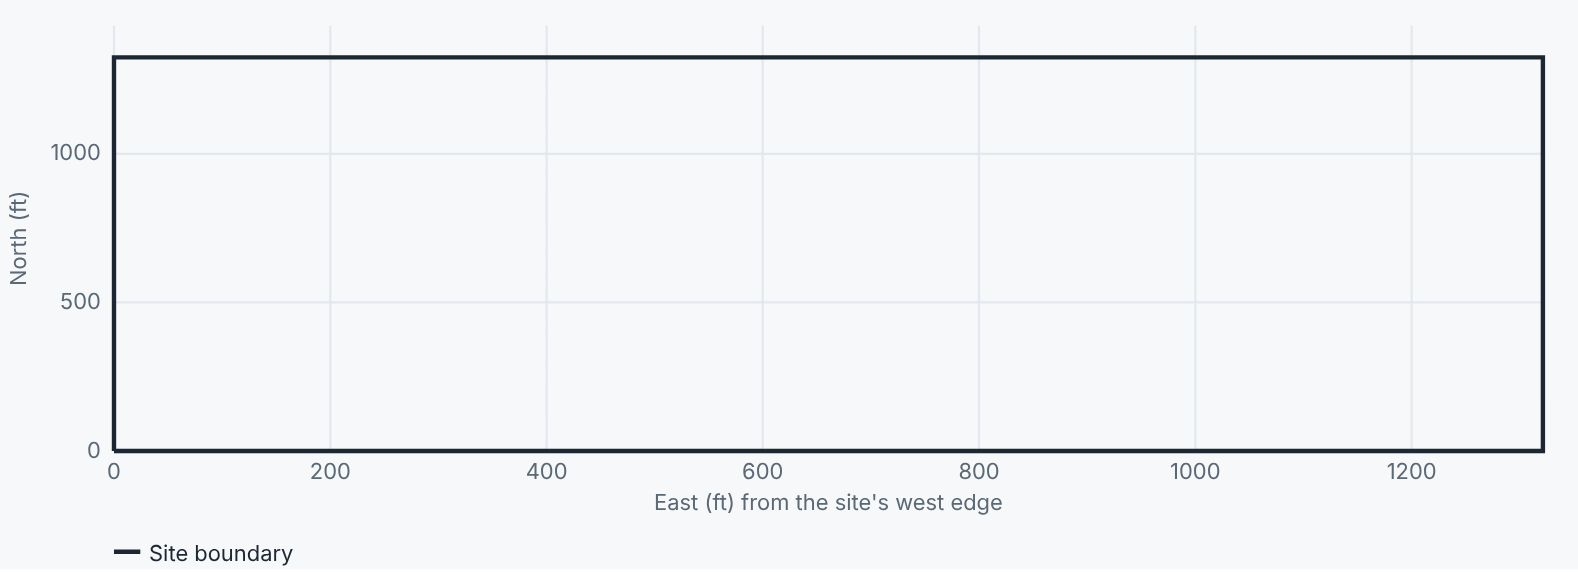 1000
500
0
North (ft)
0 200 400 600 800 1000 1200
East (ft) from the site's west edge
Site boundary